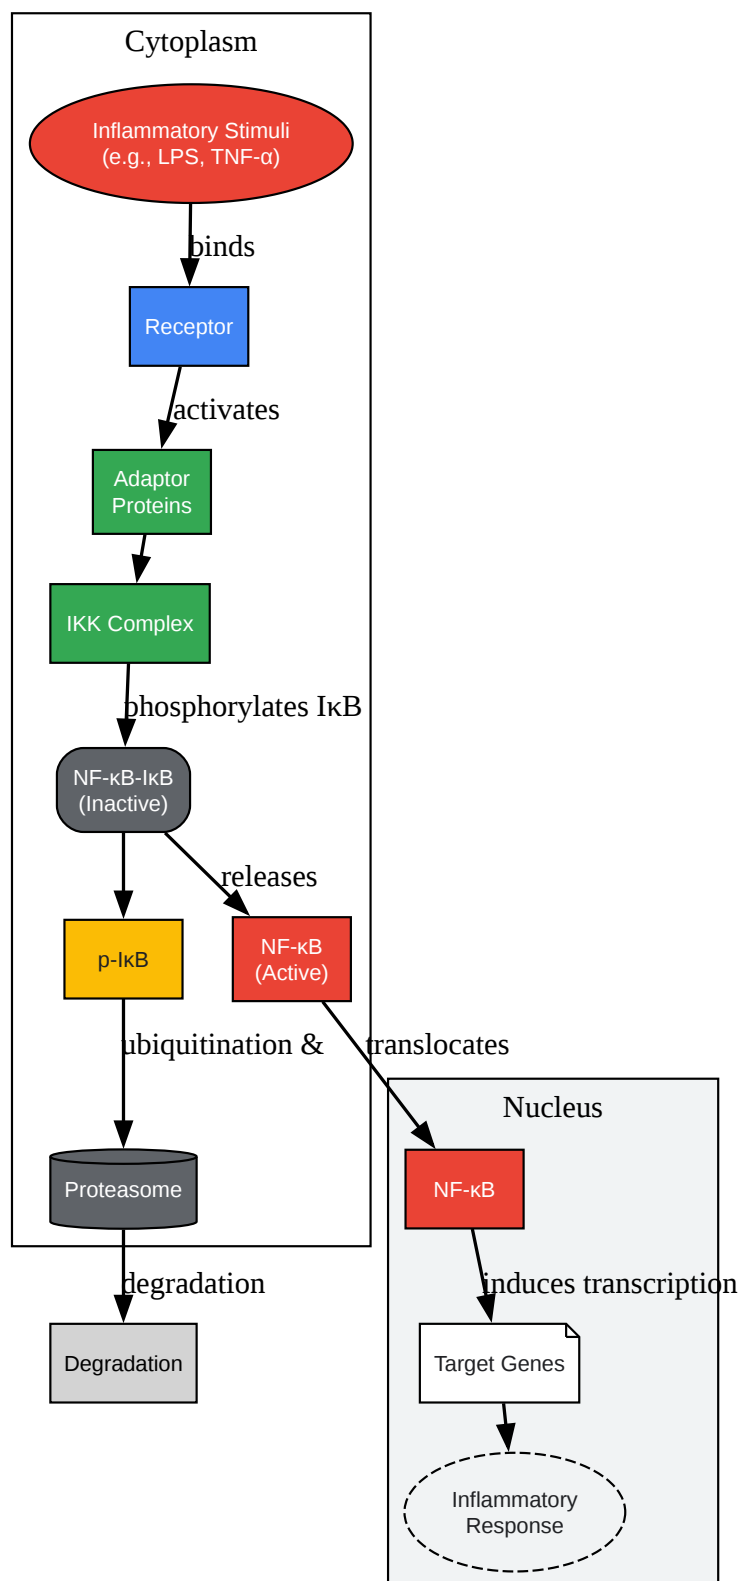 Cytoplasm
Inflammatory Stimuli
(e.g., LPS, TNF-α)
binds
Receptor
activates
Adaptor
Proteins
IKK Complex
phosphorylates IκB
NF-κB-IκB
(Inactive)
releases
p-IκB
NF-κB
(Active)
ubiquitination &
translocates
Nucleus
Proteasome
NF-κB
degradation
induces transcription
Degradation
Target Genes
Inflammatory
Response